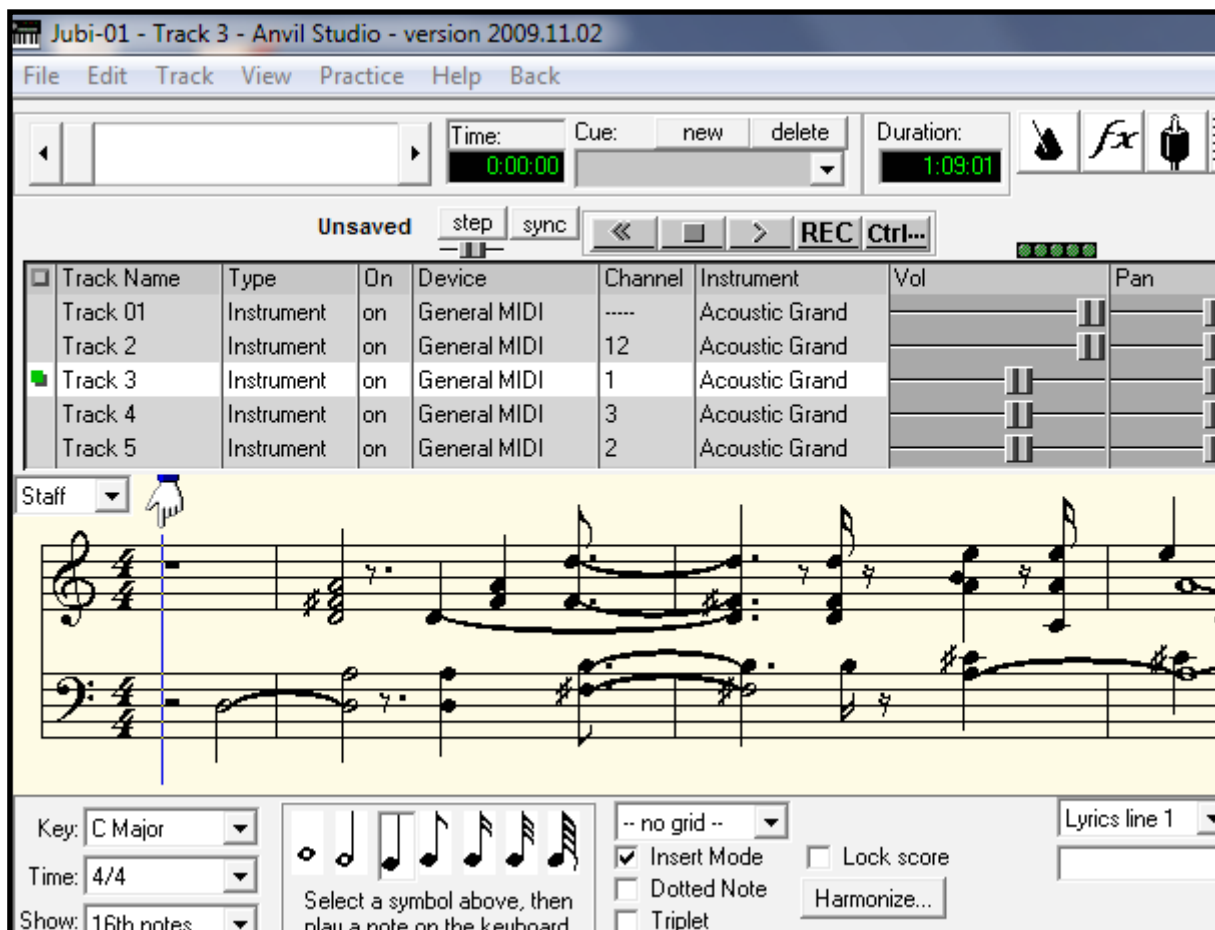 Jubi-01 - Track 3 - Anvil Studio - version 2009.11.02
File Edit Track View Practice Help Back
Time: Cue: new delete Duration:
0:00:00 1:09:01
Unsaved step sync REC Ctrl...
Track Name Type On Device Channel Instrument Vol Pan
Track 01 Instrument on General MIDI ----- Acoustic Grand
Track 2 Instrument on General MIDI 12 Acoustic Grand
Track 3 Instrument on General MIDI 1 Acoustic Grand
Track 4 Instrument on General MIDI 3 Acoustic Grand
Track 5 Instrument on General MIDI 2 Acoustic Grand
Staff
Key: C Major
Time: 4/4
Show: 16th notes
Select a symbol above, then
play a note on the keyboard
-- no grid --
Insert Mode
Dotted Note
Triplet
Lock score
Harmonize...
Lyrics line 1